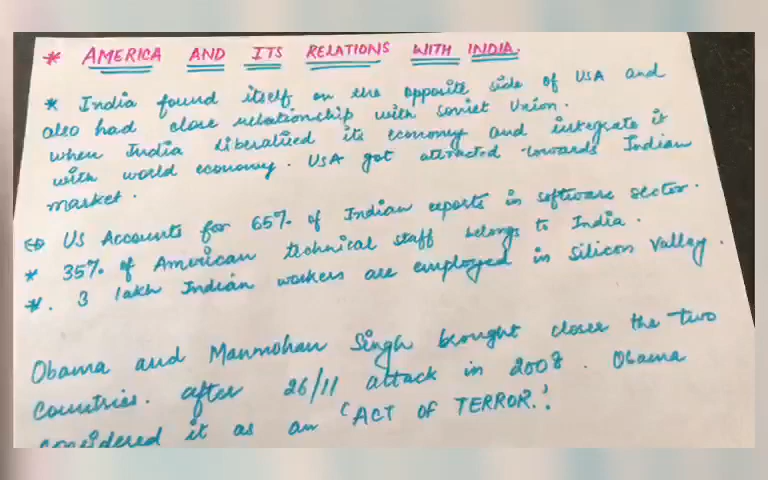 * AMERICA AND ITS RELATIONS WITH INDIA.
* India found itself on the opposite side of USA and
also had close relationship with Soviet Union.
when India liberalised its economy and integrate it
with world economy. USA got attracted towards Indian
market.
⇔ US Accounts for 65% of Indian exports in software sector.
* 35% of American technical staff belongs to India.
*. 3 lakh Indian workers are employed in Silicon Valley.
Obama and Manmohan Singh brought closer the two
Countries. after 26/11 attack in 2008. Obama
considered it as an 'ACT OF TERROR.'